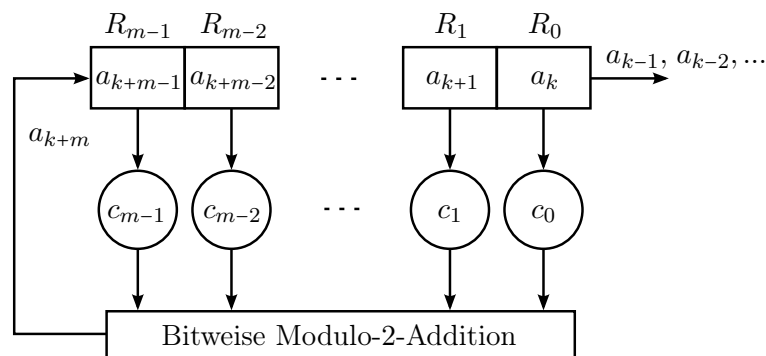 R_{m−1} R_{m−2} R_1 R_0
a_{k+m−1} a_{k+m−2} - - - a_{k+1} a_k a_{k−1}, a_{k−2}, ...
a_{k+m}
c_{m−1} c_{m−2} - - - c_1 c_0
Bitweise Modulo-2-Addition